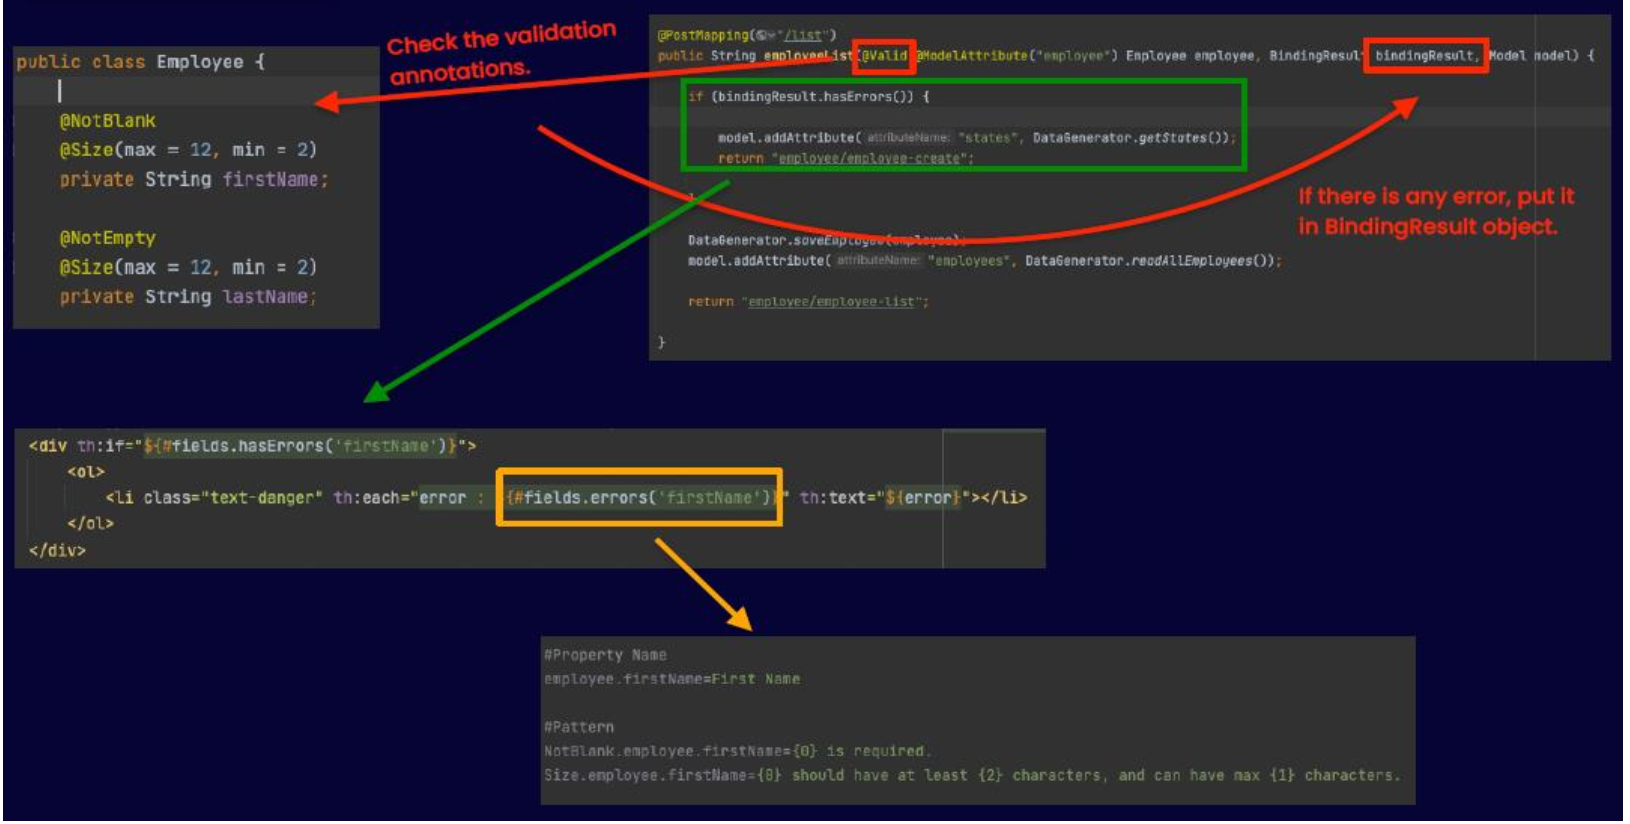 public class Employee {
@NotBlank
@Size(max = 12, min = 2)
private String firstName;
@NotEmpty
@Size(max = 12, min = 2)
private String lastName;
Check the validation
annotations.
@PostMapping("/list")
public String employeeList(@Valid @ModelAttribute("employee") Employee employee, BindingResult bindingResult, Model model) {
if (bindingResult.hasErrors()) {
model.addAttribute( attributeName: "states", DataGenerator.getStates());
return "employee/employee-create";
}
DataGenerator.saveEmployee(employee);
model.addAttribute( attributeName: "employees", DataGenerator.readAllEmployees());
return "employee/employee-list";
}
If there is any error, put it
in BindingResult object.
<div th:if="${#fields.hasErrors('firstName')}">
<ol>
<li class="text-danger" th:each="error : ${#fields.errors('firstName')}" th:text="${error}"></li>
</ol>
</div>
#Property Name
employee.firstName=First Name
#Pattern
NotBlank.employee.firstName={0} is required.
Size.employee.firstName={0} should have at least {2} characters, and can have max {1} characters.